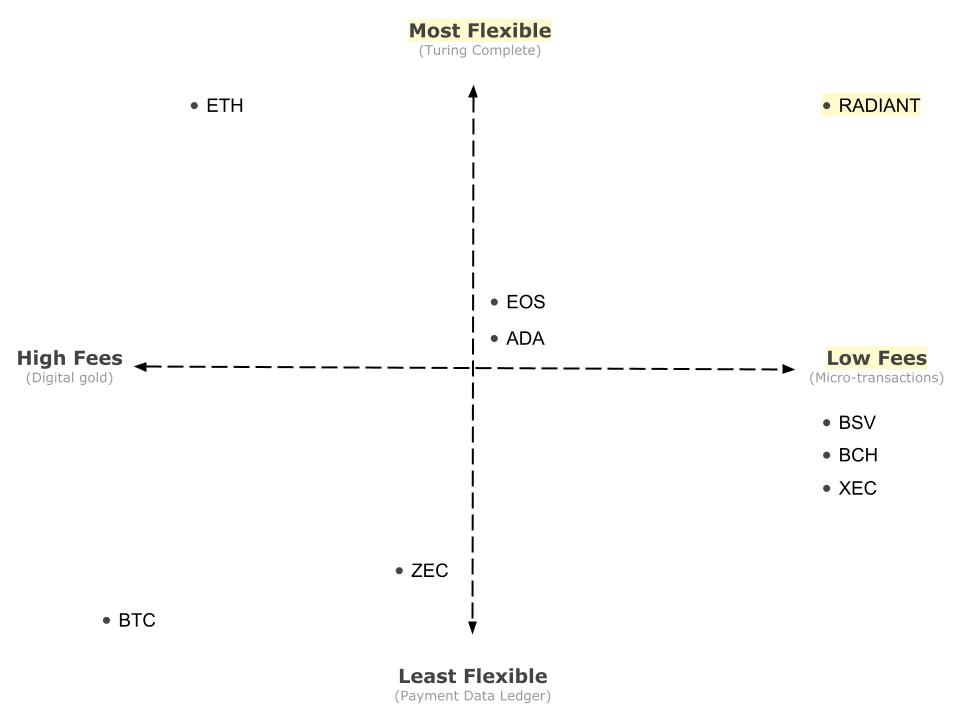 Most Flexible
(Turing Complete)
ETH
RADIANT
EOS
ADA
High Fees
(Digital gold)
Low Fees
(Micro-transactions)
BSV
BCH
XEC
ZEC
BTC
Least Flexible
(Payment Data Ledger)